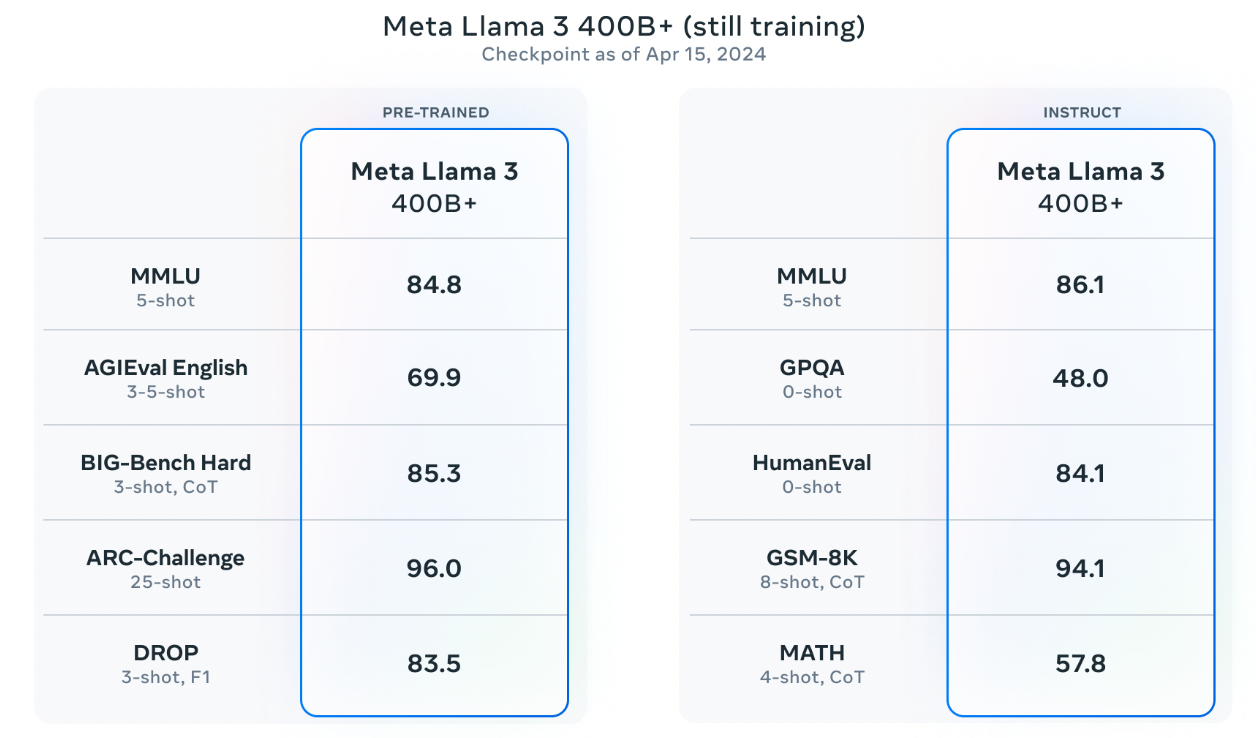 Meta Llama 3 400B+ (still training)
Checkpoint as of Apr 15, 2024
PRE-TRAINED
Meta Llama 3
400B+
MMLU
5-shot
84.8
AGIEval English
3-5-shot
69.9
BIG-Bench Hard
3-shot, CoT
85.3
ARC-Challenge
25-shot
96.0
DROP
3-shot, F1
83.5
INSTRUCT
Meta Llama 3
400B+
MMLU
5-shot
86.1
GPQA
0-shot
48.0
HumanEval
0-shot
84.1
GSM-8K
8-shot, CoT
94.1
MATH
4-shot, CoT
57.8